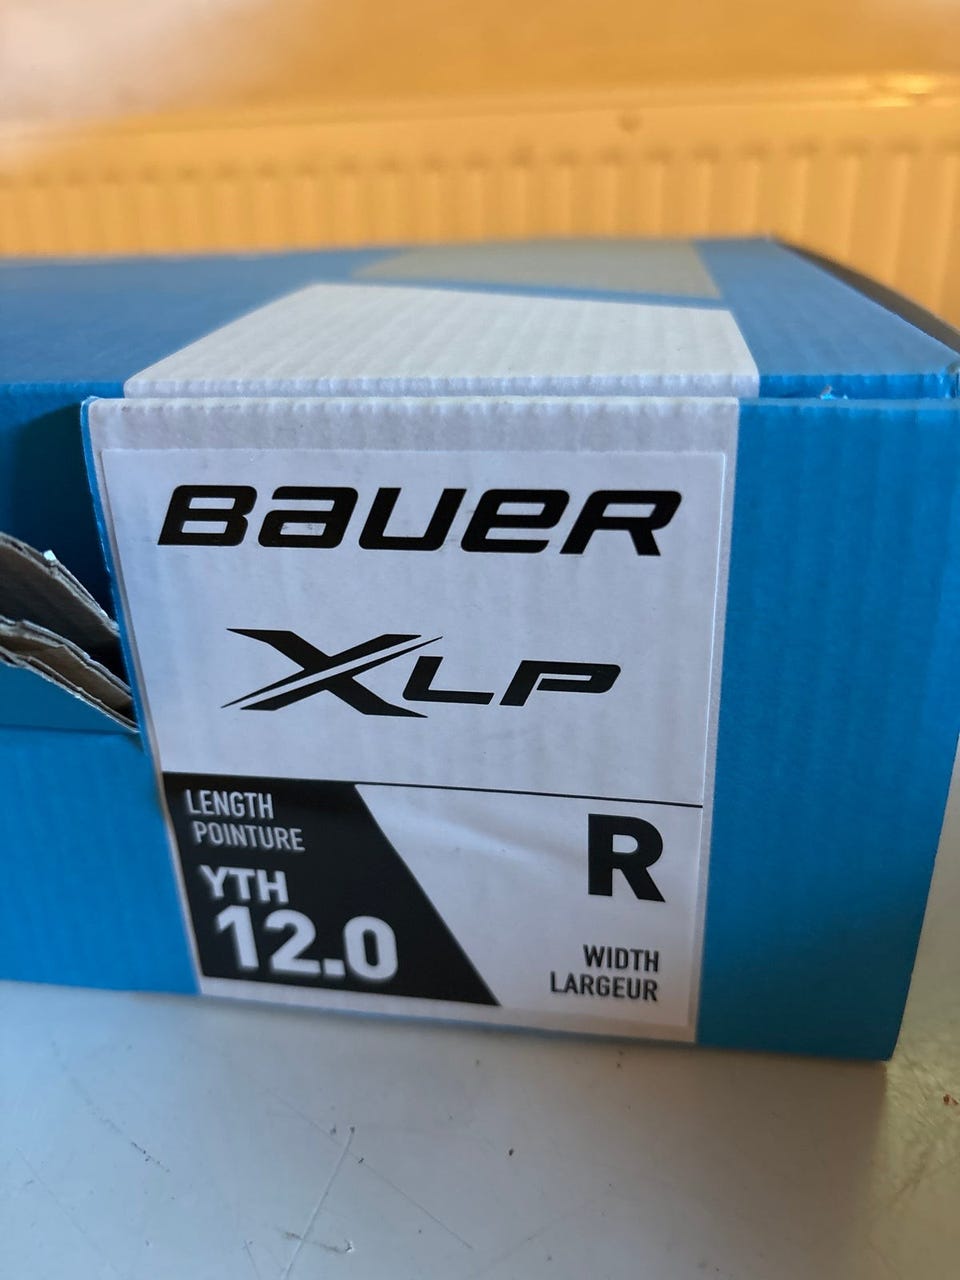 BAUER
XLP
LENGTH
POINTURE
YTH
12.0
R
WIDTH
LARGEUR